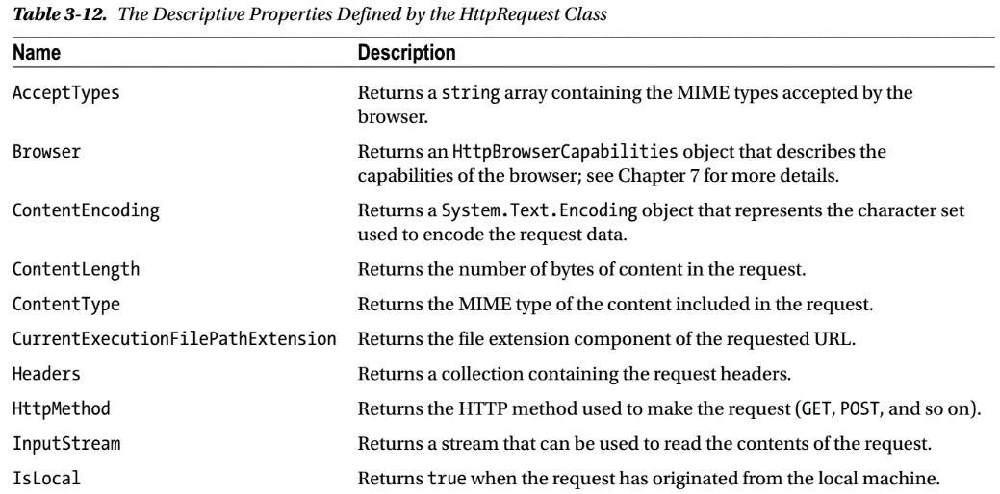 Table 3-12. The Descriptive Properties Defined by the HttpRequest Class
Name Description
AcceptTypes Returns a string array containing the MIME types accepted by the
browser.
Browser Returns an HttpBrowserCapabilities object that describes the
capabilities of the browser; see Chapter 7 for more details.
ContentEncoding Returns a System.Text.Encoding object that represents the character set
used to encode the request data.
ContentLength Returns the number of bytes of content in the request.
ContentType Returns the MIME type of the content included in the request.
CurrentExecutionFilePathExtension Returns the file extension component of the requested URL.
Headers Returns a collection containing the request headers.
HttpMethod Returns the HTTP method used to make the request (GET, POST, and so on).
InputStream Returns a stream that can be used to read the contents of the request.
IsLocal Returns true when the request has originated from the local machine.